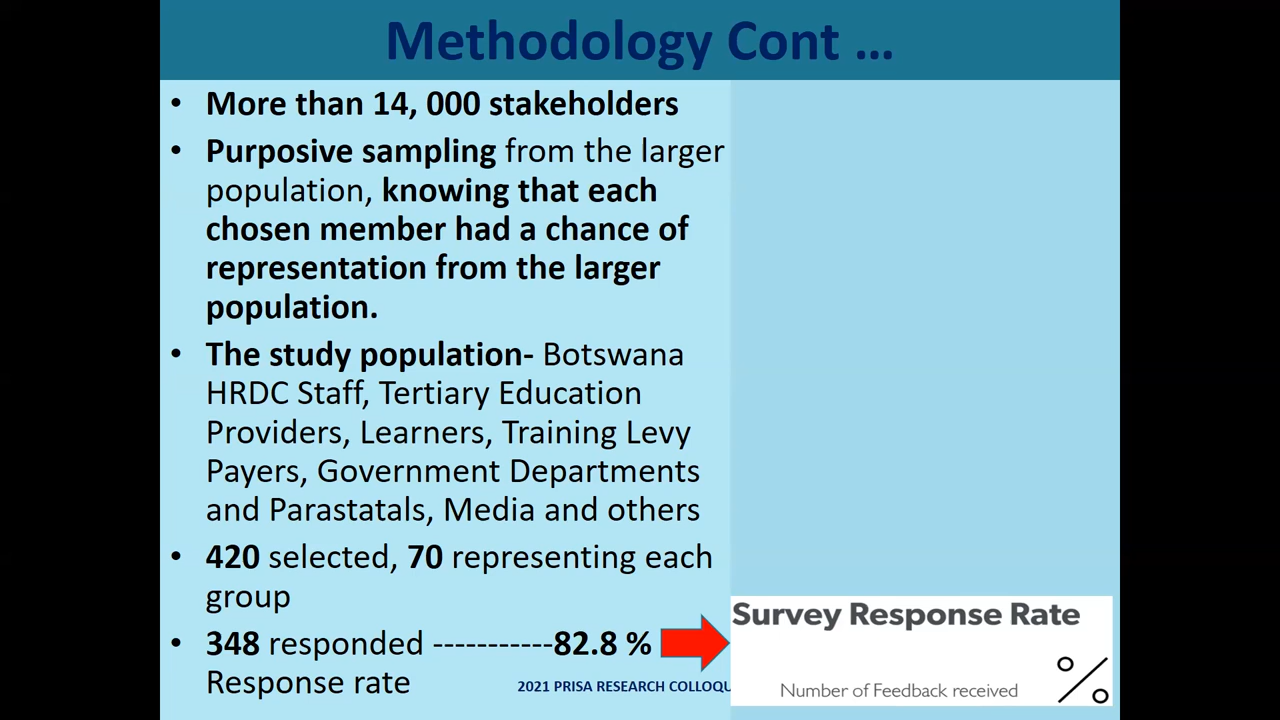 Methodology Cont ...
• More than 14, 000 stakeholders
• Purposive sampling from the larger
population, knowing that each
chosen member had a chance of
representation from the larger
population.
• The study population- Botswana
HRDC Staff, Tertiary Education
Providers, Learners, Training Levy
Payers, Government Departments
and Parastatals, Media and others
• 420 selected, 70 representing each
group
• 348 responded -----------82.8 %
Response rate
2021 PRISA RESEARCH COLLOQU
Survey Response Rate
%
Number of Feedback received